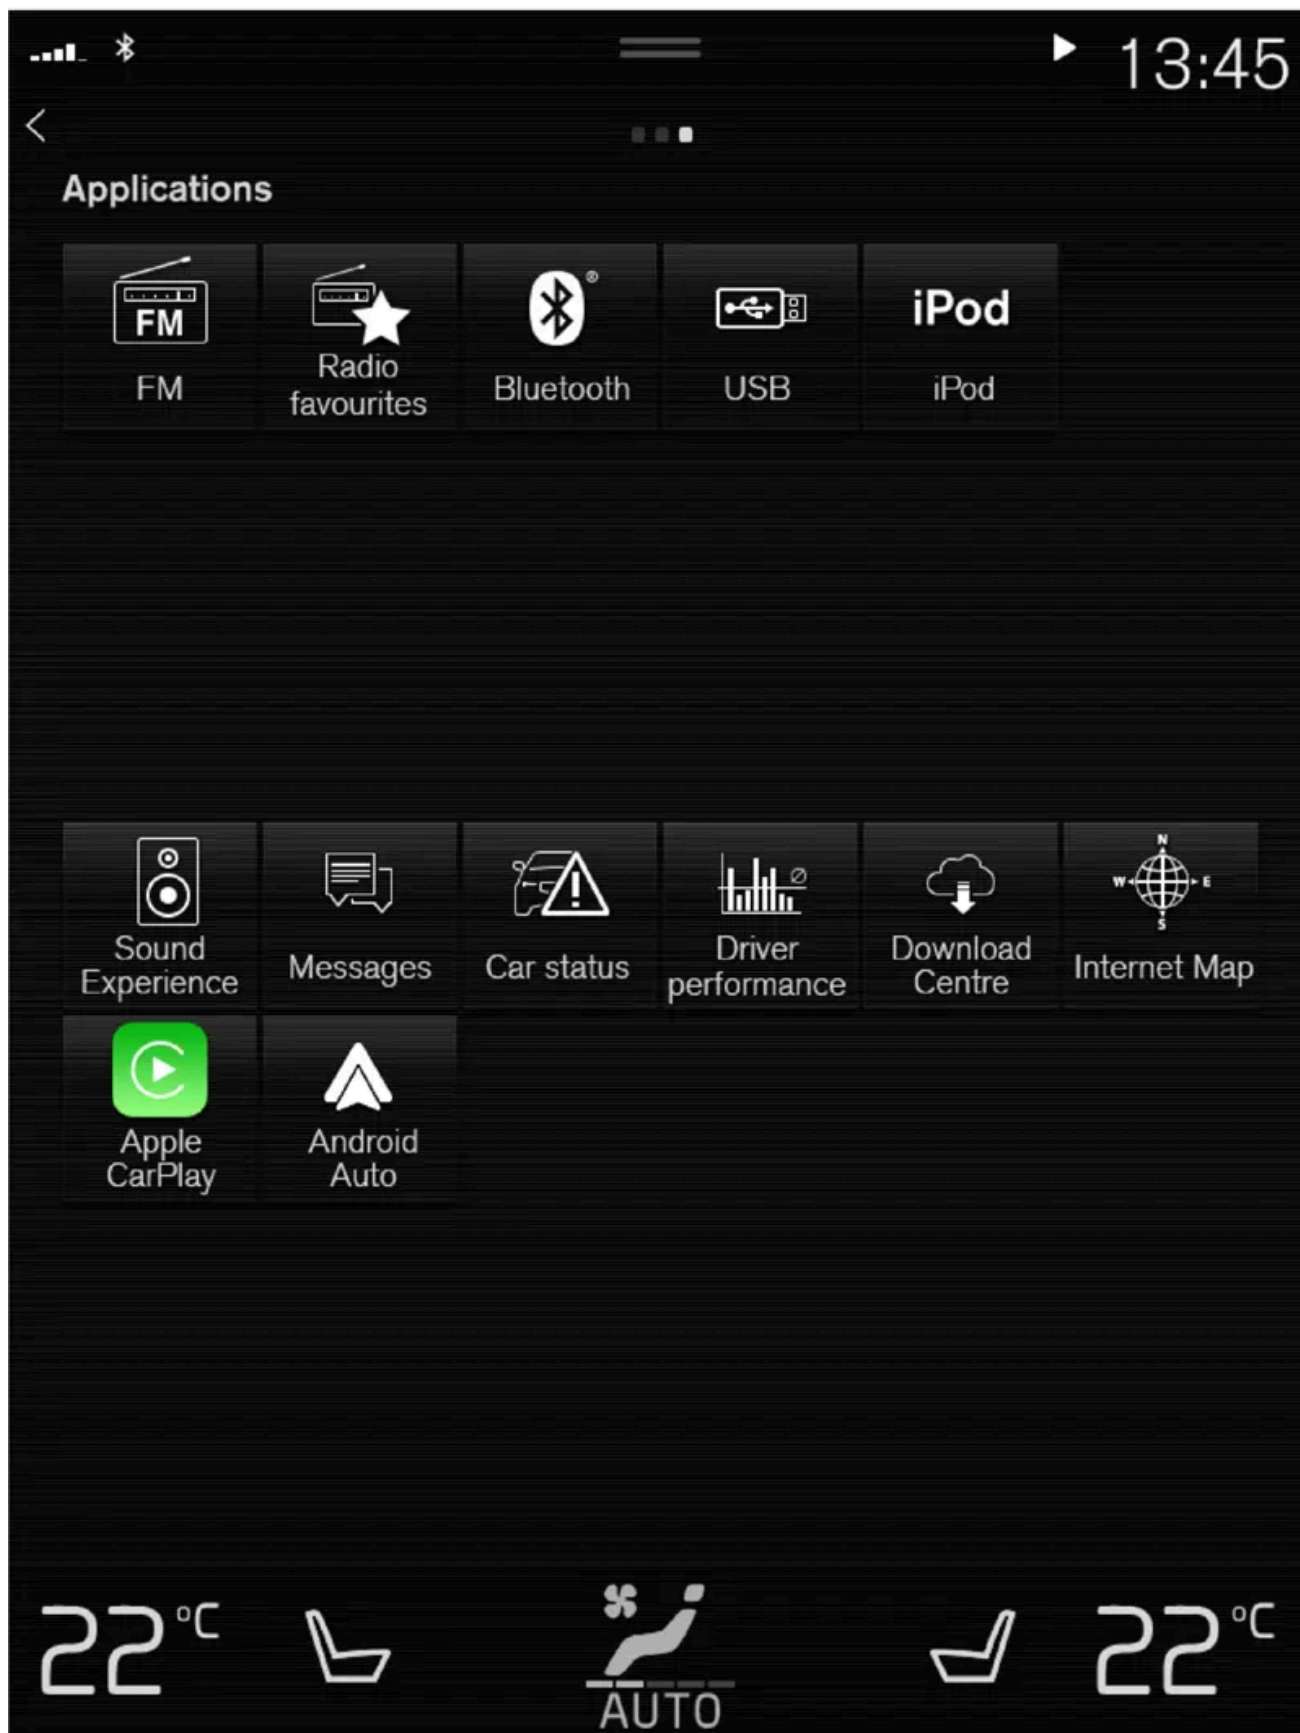 13:45
Applications
FM
FM
Radio
favourites
®
Bluetooth
USB
iPod
iPod
Sound
Experience
Messages
Car status
Driver
performance
Download
Centre
N
W E
S
Internet Map
Apple
CarPlay
Android
Auto
22°C
22°C
AUTO